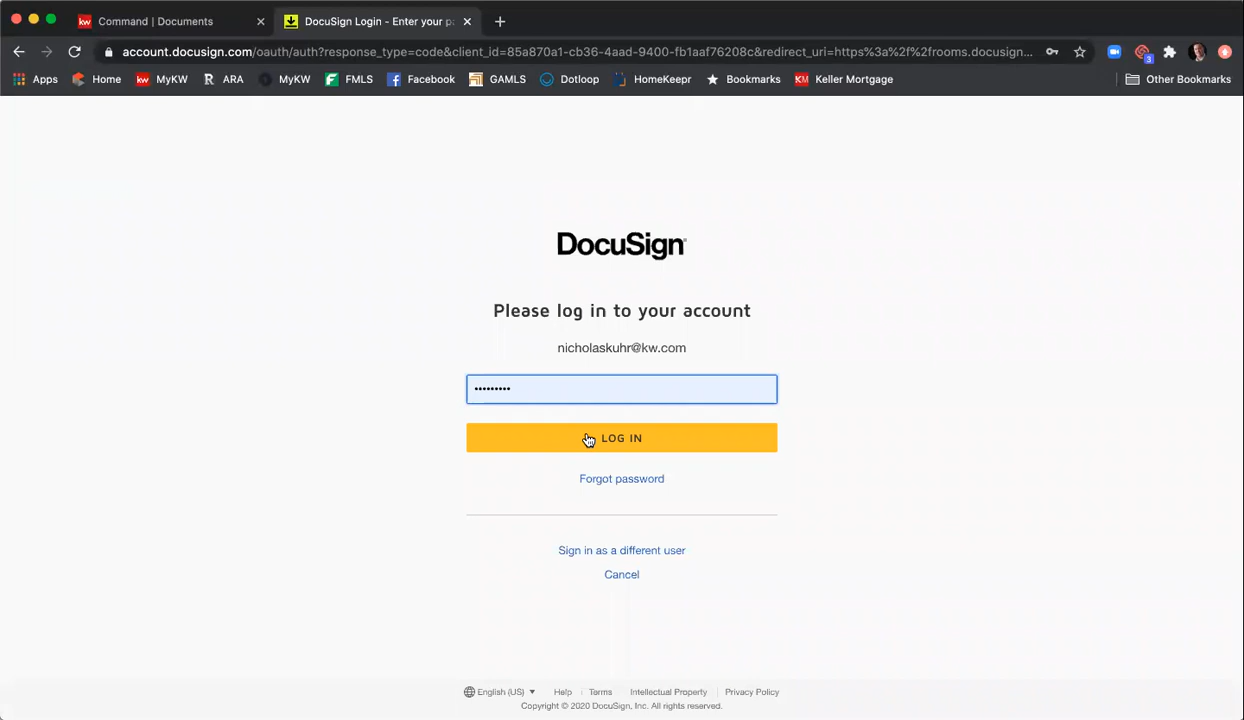 Command | Documents
DocuSign Login - Enter your p
account.docusign.com/oauth/auth?response_type=code&client_id=85a870a1-cb36-4aad-9400-fb1aaf76208c&redirect_uri=https%3a%2f%2frooms.docusign...
3
Apps Home kw MyKW R ARA MyKW FMLS Facebook GAMLS Dotloop HomeKeepr Bookmarks KM Keller Mortgage Other Bookmarks
DocuSign
Please log in to your account
nicholaskuhr@kw.com
•••••••••
LOG IN
Forgot password
Sign in as a different user
Cancel
English (US) Help Terms Intellectual Property Privacy Policy
Copyright © 2020 DocuSign, Inc. All rights reserved.